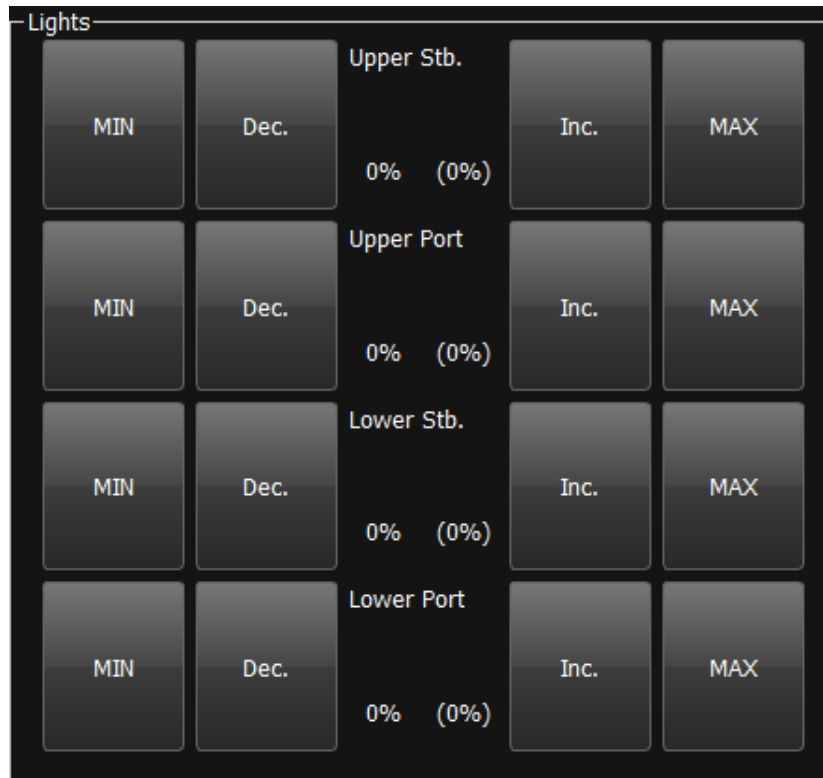 Lights
Upper Stb.
MIN Dec. Inc. MAX
0% (0%)
Upper Port
MIN Dec. Inc. MAX
0% (0%)
Lower Stb.
MIN Dec. Inc. MAX
0% (0%)
Lower Port
MIN Dec. Inc. MAX
0% (0%)